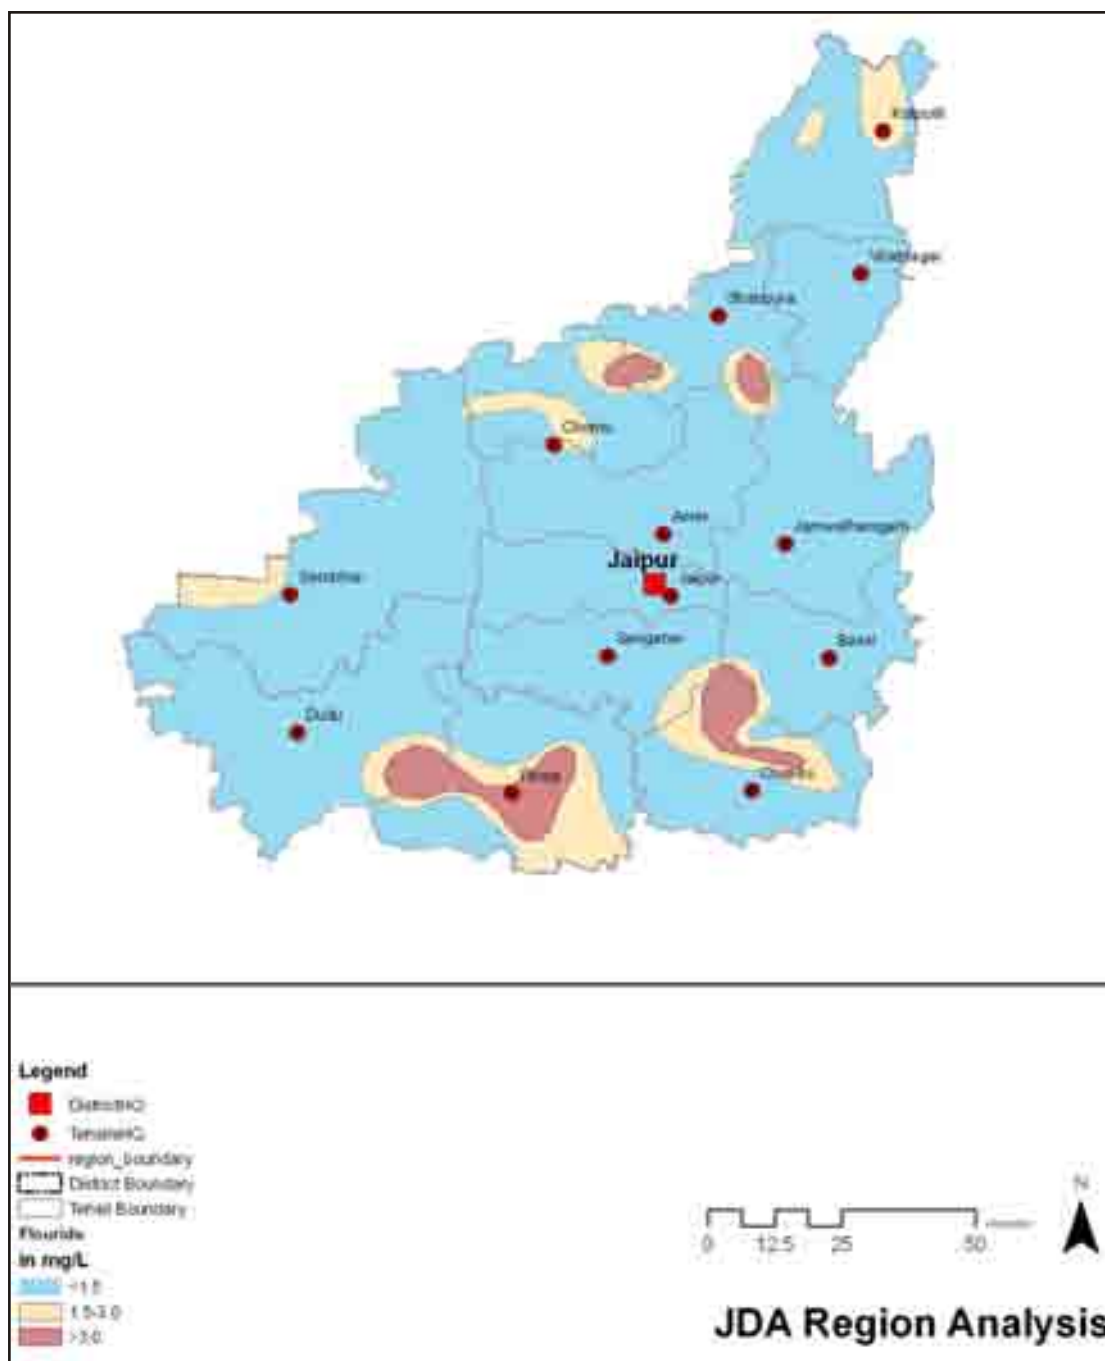 Kotputli
Viratnagar
Shahpura
Chomu
Amer
Jamwaramgarh
Jaipur
Jaipur
Sambhar
Sanganer
Bassi
Dudu
Phagi
Chaksu
Legend
DistrictHQ
TehsilHQ
region_boundary
District Boundary
Tehsil Boundary
Flouride
in mg/L
<1.5
1.5-3.0
>3.0
0 12.5 25 50
N
JDA Region Analysis